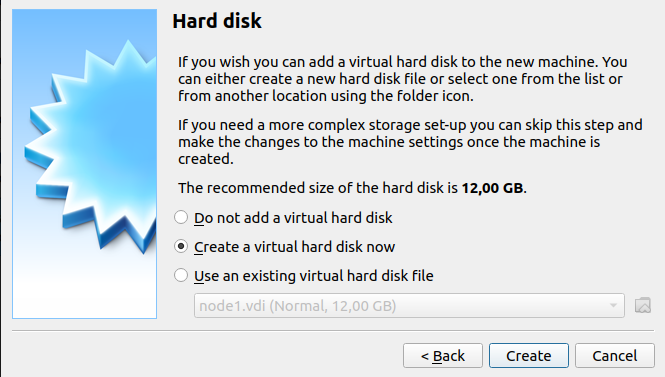 Hard disk
If you wish you can add a virtual hard disk to the new machine. You
can either create a new hard disk file or select one from the list or
from another location using the folder icon.
If you need a more complex storage set-up you can skip this step and
make the changes to the machine settings once the machine is
created.
The recommended size of the hard disk is 12,00 GB.
Do not add a virtual hard disk
Create a virtual hard disk now
Use an existing virtual hard disk file
node1.vdi (Normal, 12,00 GB)
< Back
Create
Cancel